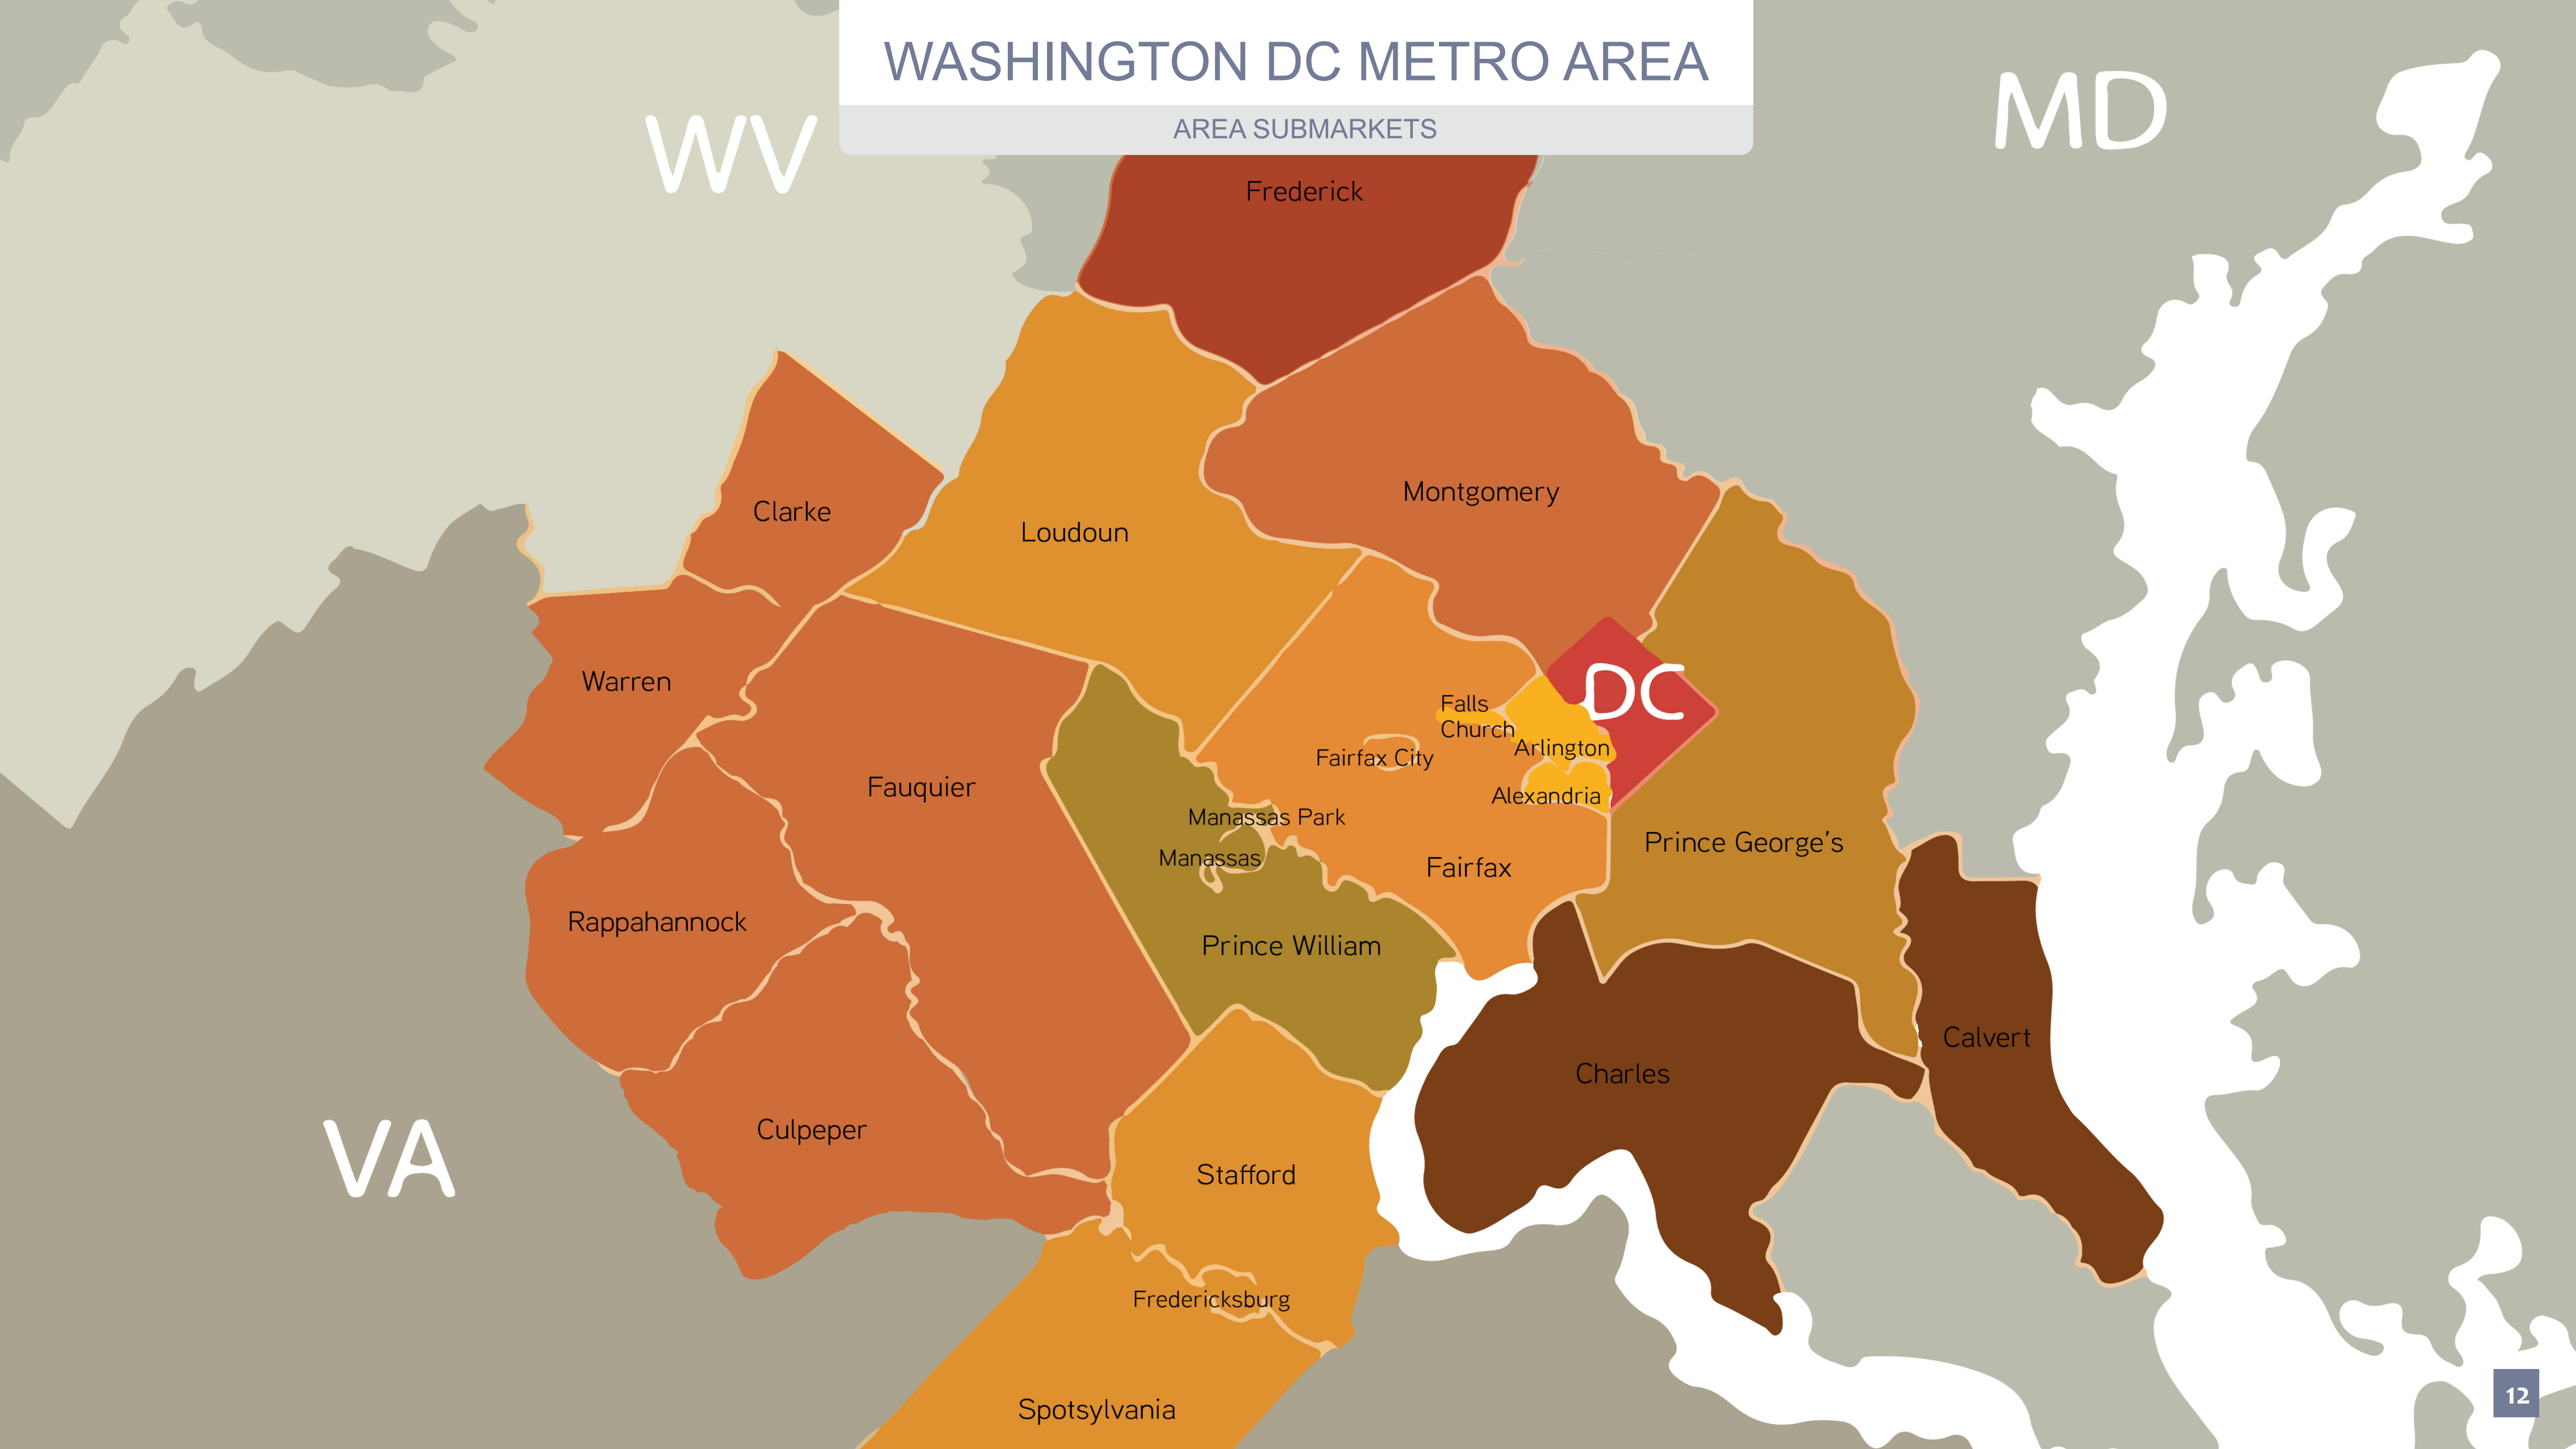 WASHINGTON DC METRO AREA
AREA SUBMARKETS
WV
MD
Frederick
Clarke
Loudoun
Montgomery
Warren
DC
Falls
Church
Arlington
Fairfax City
Fauquier
Alexandria
Manassas Park
Manassas
Prince George's
Fairfax
Rappahannock
Prince William
Calvert
Charles
Culpeper
VA
Stafford
Fredericksburg
Spotsylvania
12